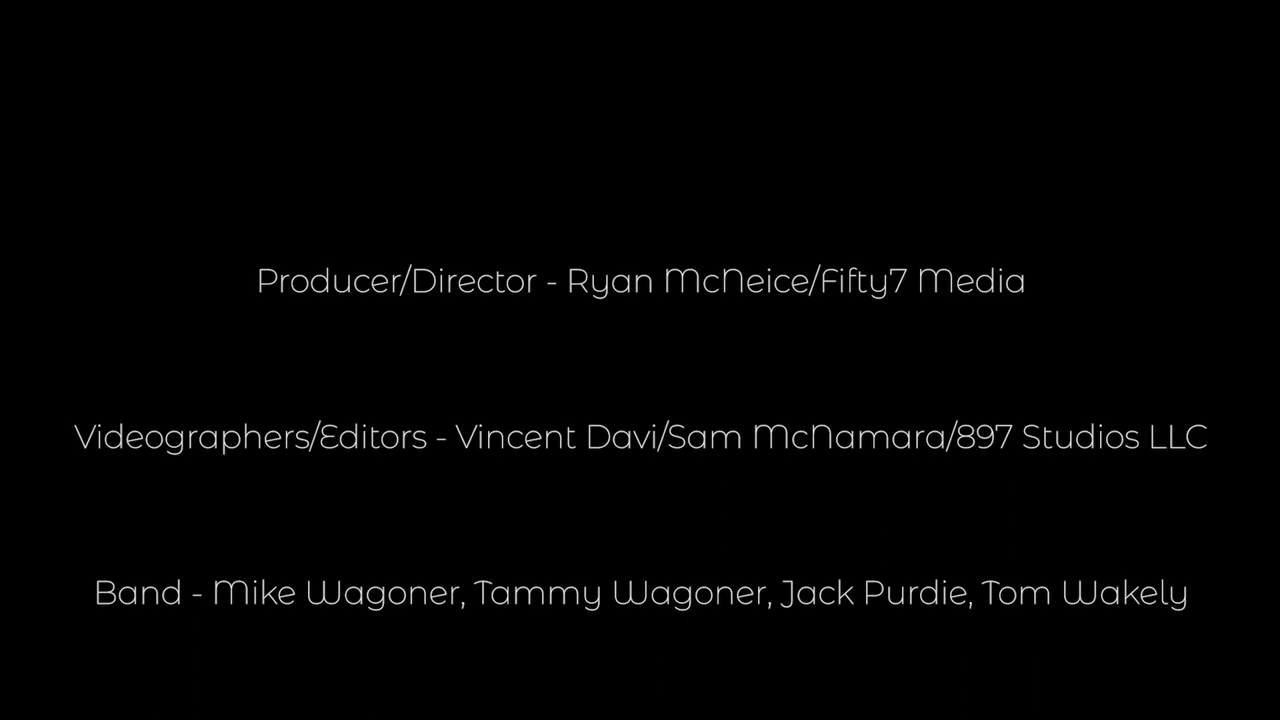 Producer/Director - Ryan McNeice/Fifty7 Media
Videographers/Editors - Vincent Davi/Sam McNamara/897 Studios LLC
Band - Mike Wagoner, Tammy Wagoner, Jack Purdie, Tom Wakely